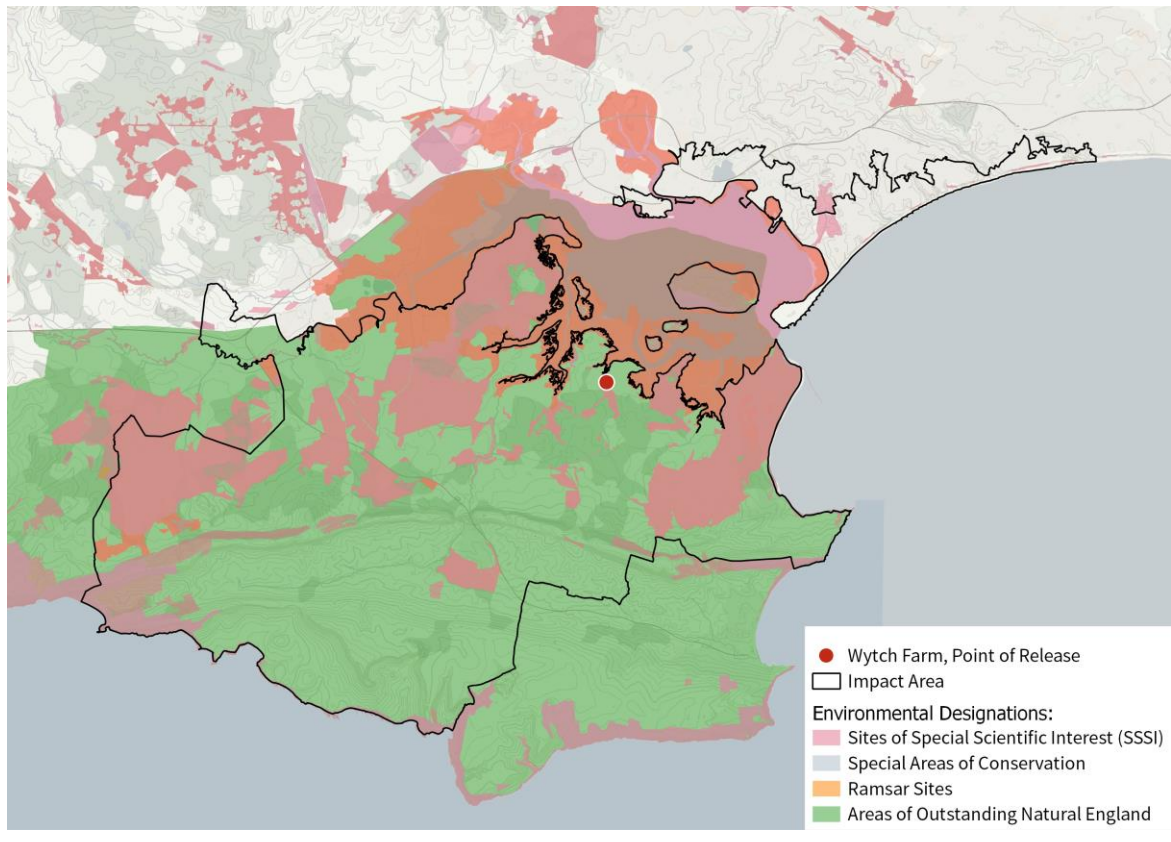 Wytch Farm, Point of Release
Impact Area
Environmental Designations:
Sites of Special Scientific Interest (SSSI)
Special Areas of Conservation
Ramsar Sites
Areas of Outstanding Natural England